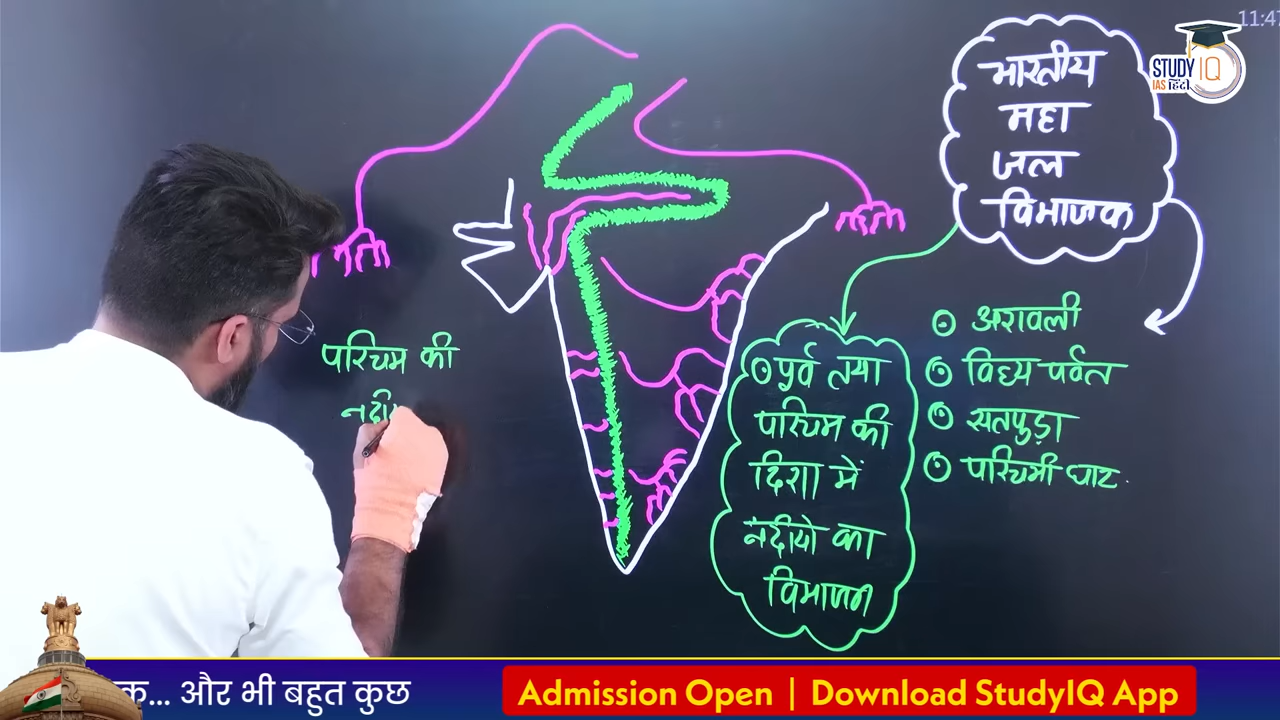 11:47
STUDY IQ
IAS हिंदी
भारतीय
महा
जल
विभाजक
पश्चिम की
नदी
पूर्व तथा
पश्चिम की
दिशा में
नदीयो का
विभाजन
अरावली
विंध्य पर्वत
सतपुड़ा
पश्चिमी घाट
क... और भी बहुत कुछ
Admission Open | Download StudyIQ App